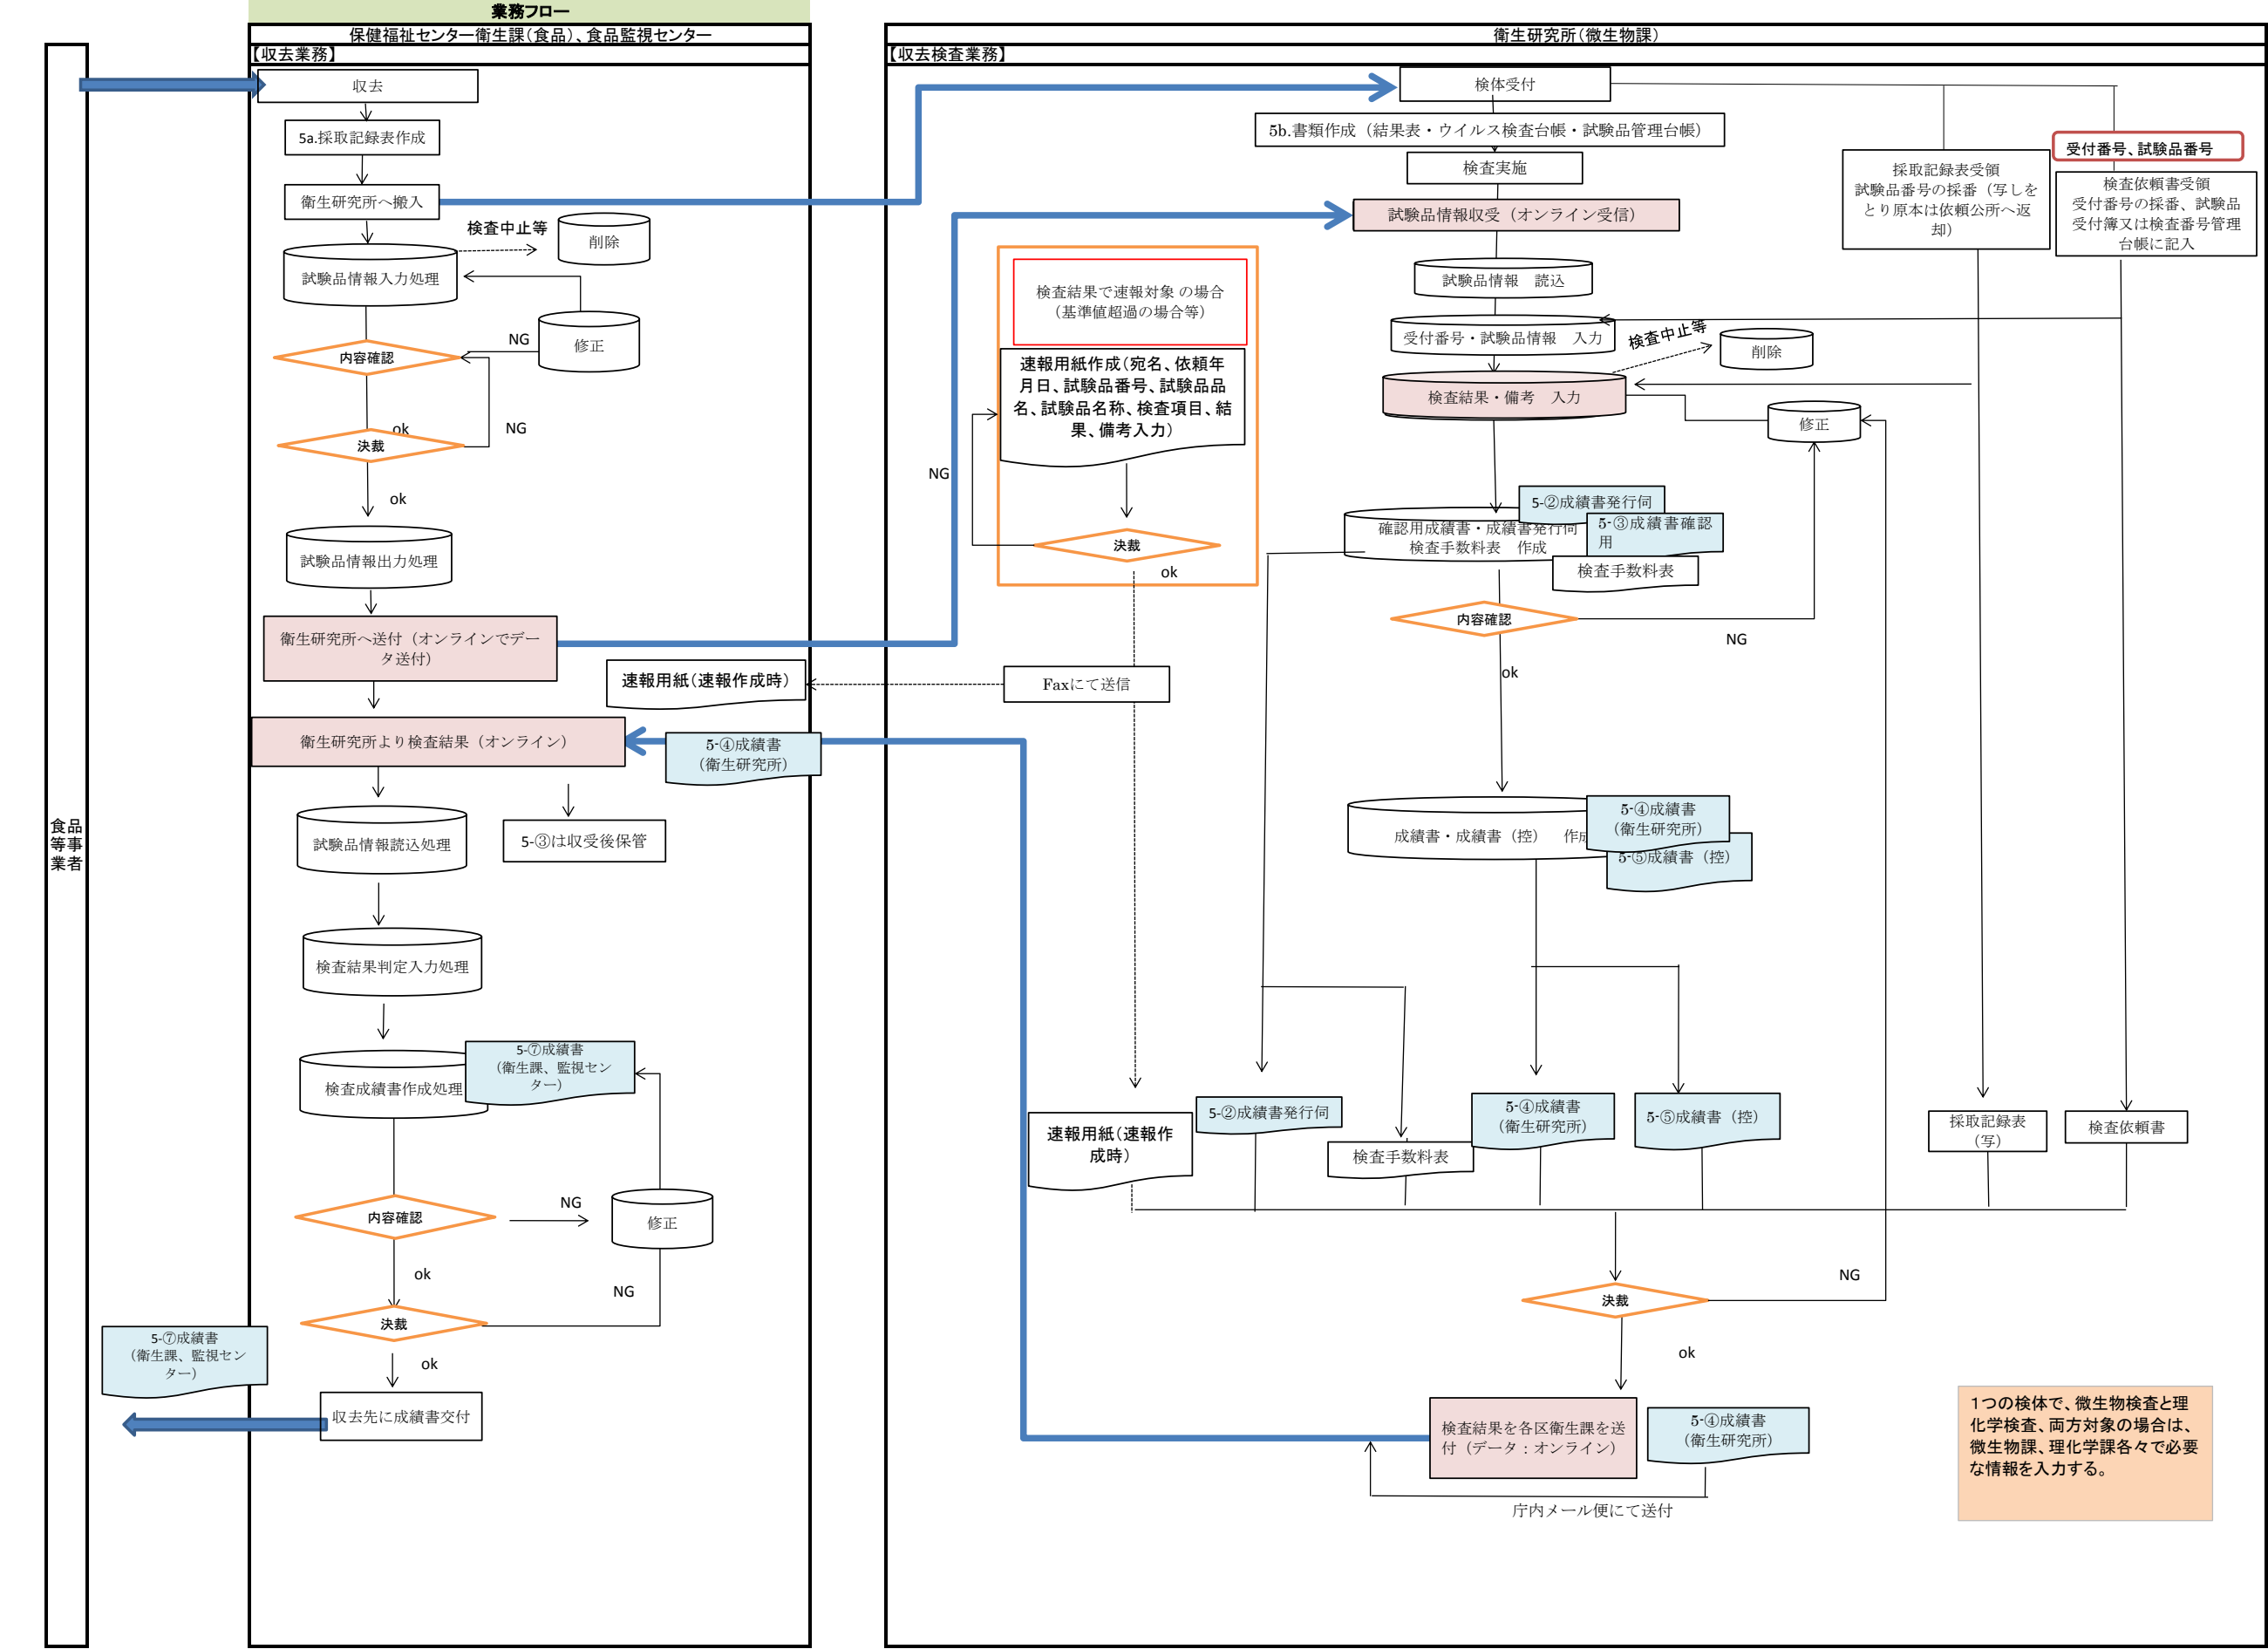 業務フロー
保健福祉センター衛生課（食品）、食品監視センター
【収去業務】
食品
等事
業者
収去
5a.採取記録表作成
衛生研究所へ搬入
検査中止等
削除
試験品情報入力処理
修正
NG
内容確認
ok
NG
決裁
ok
試験品情報出力処理
衛生研究所へ送付（オンラインでデー
タ送付）
速報用紙（速報作成時）
衛生研究所より検査結果（オンライン）
5-④成績書
（衛生研究所）
試験品情報読込処理
5-③は収受後保管
検査結果判定入力処理
5-⑦成績書
（衛生課、監視セン
ター）
検査成績書作成処理
内容確認
NG
修正
ok
NG
決裁
ok
5-⑦成績書
（衛生課、監視セン
ター）
収去先に成績書交付
衛生研究所（微生物課）
【収去検査業務】
検体受付
5b.書類作成（結果表・ウイルス検査台帳・試験品管理台帳）
検査実施
試験品情報収受（オンライン受信）
試験品情報　読込
受付番号・試験品情報　入力
検査中止等
削除
検査結果・備考　入力
修正
採取記録表受領
試験品番号の採番（写しを
とり原本は依頼公所へ返
却）
受付番号、試験品番号
検査依頼書受領
受付番号の採番、試験品
受付簿又は検査番号管理
台帳に記入
検査結果で速報対象 の場合
（基準値超過の場合等）
速報用紙作成（宛名、依頼年
月日、試験品番号、試験品品
名、試験品名称、検査項目、結
果、備考入力）
NG
決裁
ok
5-②成績書発行伺
5-③成績書確認
用
確認用成績書・成績書発行伺
検査手数料表　作成
検査手数料表
内容確認
NG
ok
Faxにて送信
成績書・成績書（控）　作成
5-④成績書
（衛生研究所）
5-⑤成績書（控）
速報用紙（速報作
成時）
5-②成績書発行伺
検査手数料表
5-④成績書
（衛生研究所）
5-⑤成績書（控）
採取記録表
（写）
検査依頼書
決裁
NG
ok
検査結果を各区衛生課を送
付（データ：オンライン）
5-④成績書
（衛生研究所）
庁内メール便にて送付
１つの検体で、微生物検査と理
化学検査、両方対象の場合は、
微生物課、理化学課各々で必要
な情報を入力する。